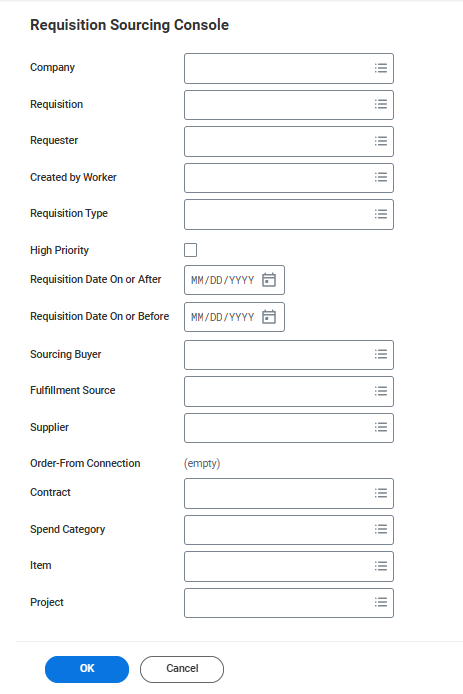 Requisition Sourcing Console
Company
Requisition
Requester
Created by Worker
Requisition Type
High Priority
Requisition Date On or After MM/DD/YYYY
Requisition Date On or Before MM/DD/YYYY
Sourcing Buyer
Fulfillment Source
Supplier
Order-From Connection (empty)
Contract
Spend Category
Item
Project
OK Cancel